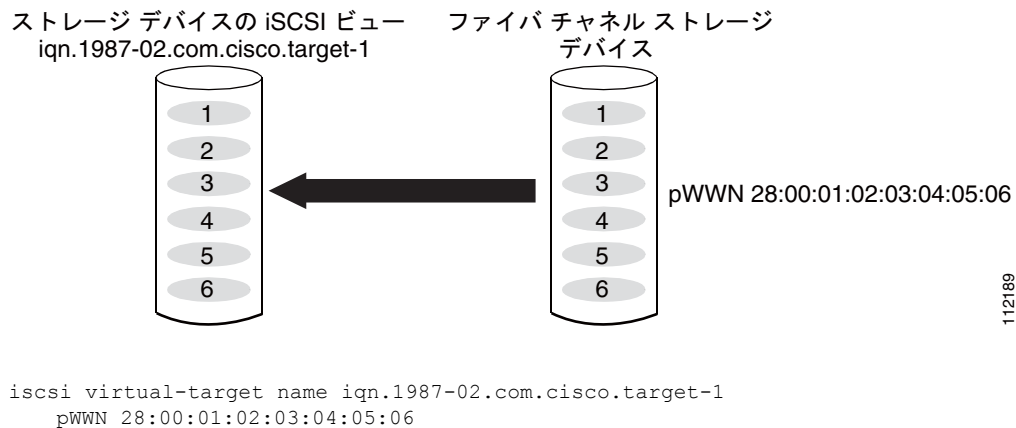 ストレージ デバイスの iSCSI ビュー
iqn.1987-02.com.cisco.target-1
ファイバ チャネル ストレージ
デバイス
1
2
3
4
5
6
1
2
3
4
5
6
pWWN 28:00:01:02:03:04:05:06
112189
iscsi virtual-target name iqn.1987-02.com.cisco.target-1
pWWN 28:00:01:02:03:04:05:06